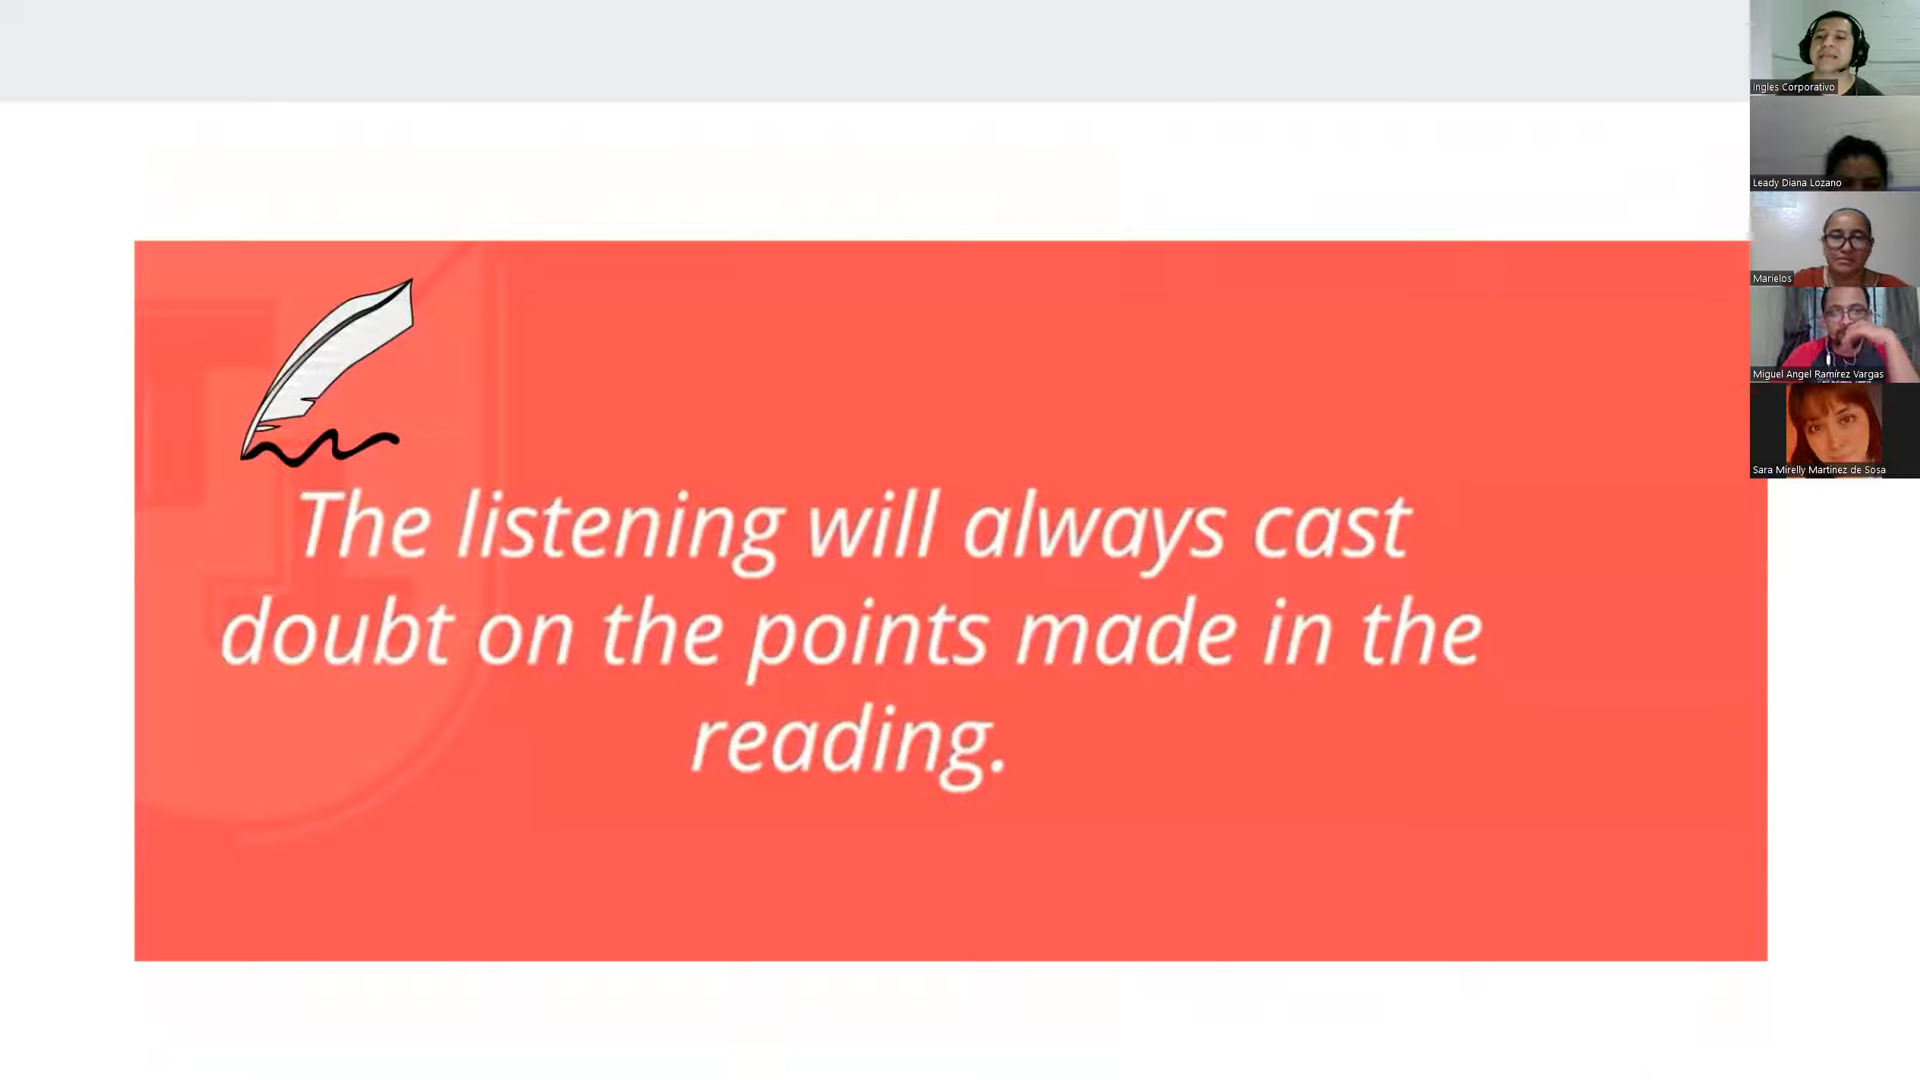 Ingles Corporativo
Leady Diana Lozano
Marielos
Miguel Angel Ramírez Vargas
Sara Mirelly Martinez de Sosa
The listening will always cast
doubt on the points made in the
reading.